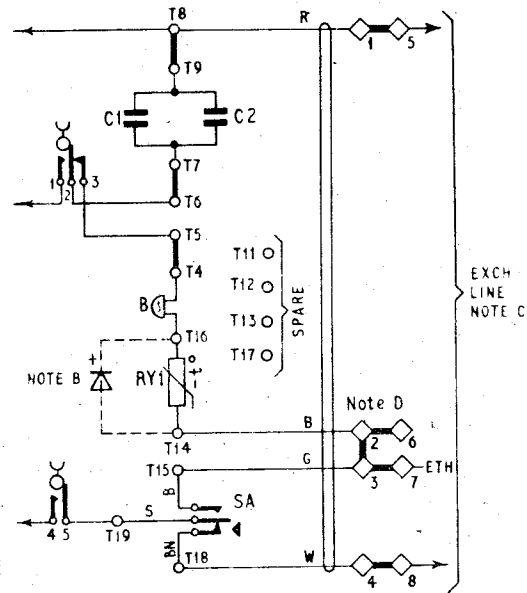 T8
R
1
5
T9
C1
C2
T7
1
2
3
T6
T5
T4
T11
T12
T13
T17
SPARE
EXCH
LINE
NOTE C
B
T16
+
NOTE B
RY1
-t°
Note D
B
2
6
T14
G
3
7
ETH
T15
B
SA
S
4
5
T19
BN
T18
W
4
8